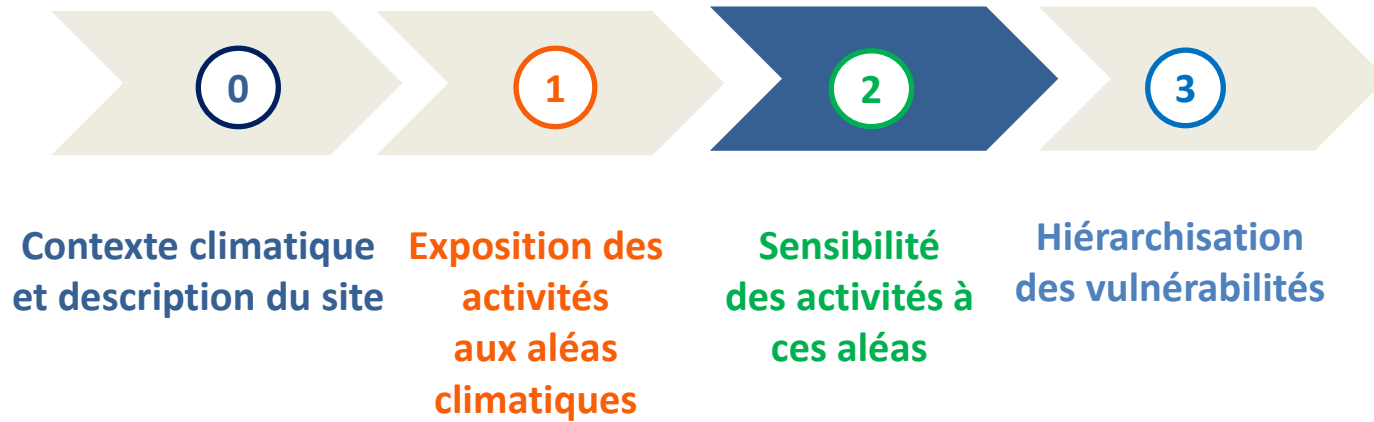 0
1
2
3
Contexte climatique
et description du site
Exposition des
activités
aux aléas
climatiques
Sensibilité
des activités à
ces aléas
Hiérarchisation
des vulnérabilités